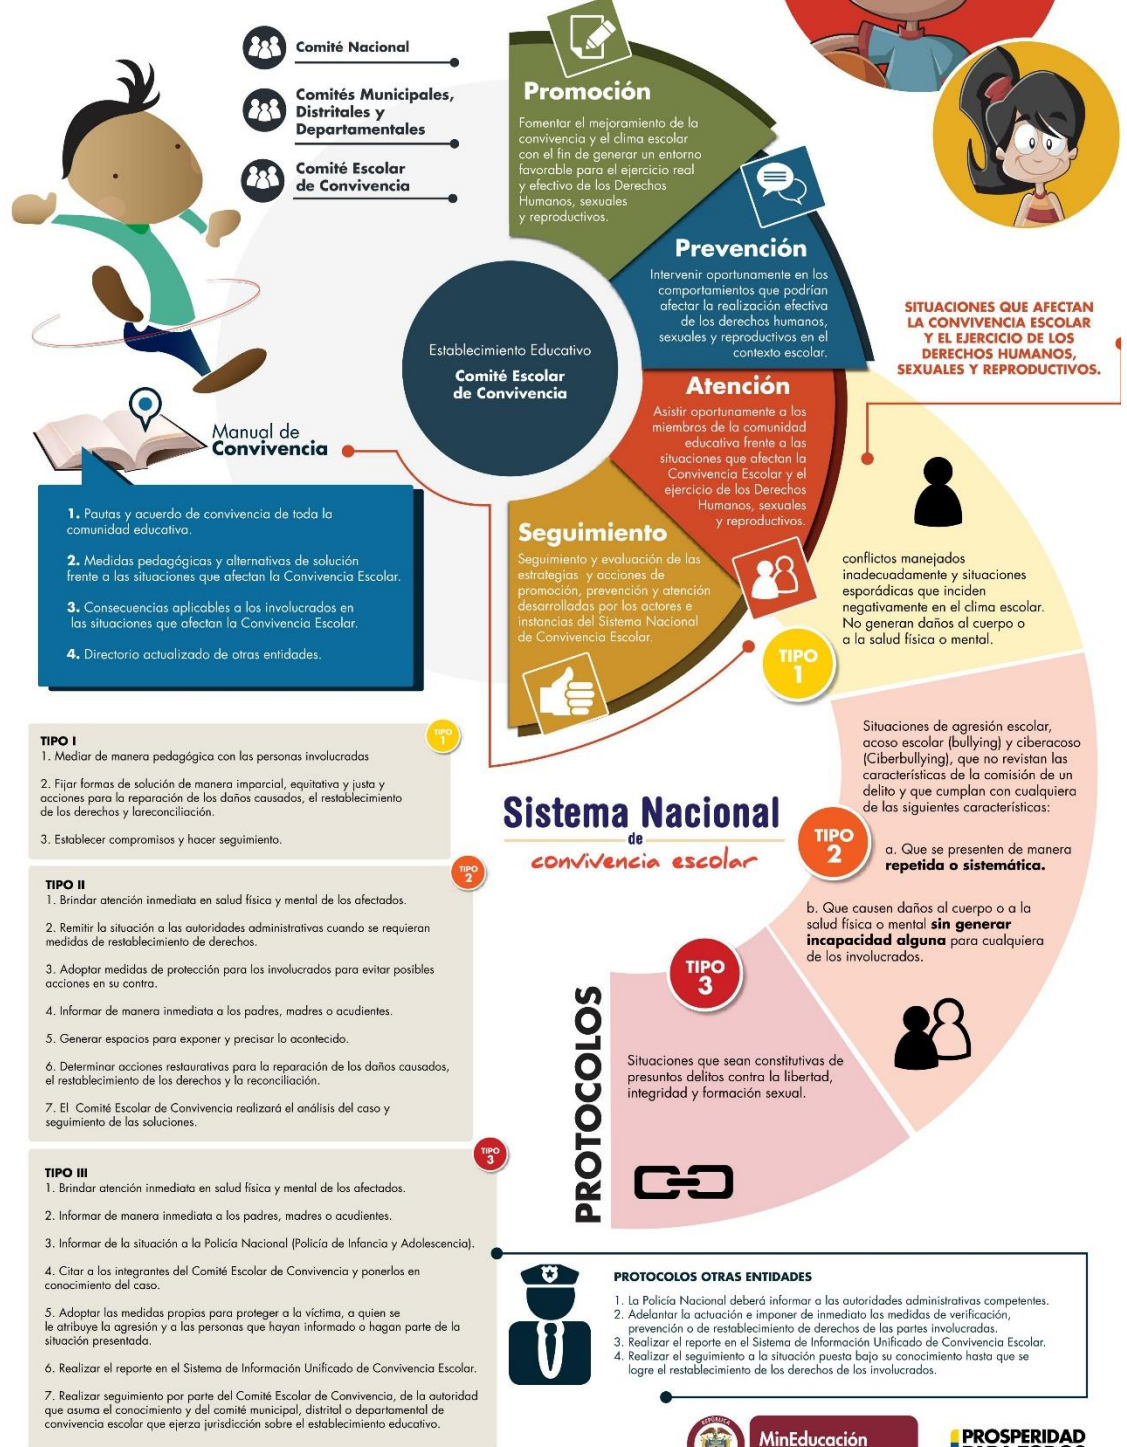 Comité Nacional
Comités Municipales,
Distritales y
Departamentales
Comité Escolar
de Convivencia
Promoción
Fomentar el mejoramiento de la
convivencia y el clima escolar
con el fin de generar un entorno
favorable para el ejercicio real
y efectivo de los Derechos
Humanos, sexuales
y reproductivos.
Prevención
Intervenir oportunamente en los
comportamientos que podrían
afectar la realización efectiva
de los derechos humanos,
sexuales y reproductivos en el
contexto escolar.
Establecimiento Educativo
Comité Escolar
de Convivencia
Atención
Asistir oportunamente a los
miembros de la comunidad
educativa frente a las
situaciones que afectan la
Convivencia Escolar y el
ejercicio de los Derechos
Humanos, sexuales
y reproductivos.
Seguimiento
Seguimiento y evaluación de las
estrategias y acciones de
promoción, prevención y atención
desarrolladas por los actores e
instancias del Sistema Nacional
de Convivencia Escolar.
SITUACIONES QUE AFECTAN
LA CONVIVENCIA ESCOLAR
Y EL EJERCICIO DE LOS
DERECHOS HUMANOS,
SEXUALES Y REPRODUCTIVOS.
Manual de
Convivencia
1. Pautas y acuerdo de convivencia de toda la
comunidad educativa.
2. Medidas pedagógicas y alternativas de solución
frente a las situaciones que afectan la Convivencia Escolar.
3. Consecuencias aplicables a los involucrados en
las situaciones que afectan la Convivencia Escolar.
4. Directorio actualizado de otras entidades.
conflictos manejados
inadecuadamente y situaciones
esporádicas que inciden
negativamente en el clima escolar.
No generan daños al cuerpo o
a la salud física o mental.
TIPO
1
Situaciones de agresión escolar,
acoso escolar (bullying) y ciberacoso
(Ciberbullying), que no revistan las
características de la comisión de un
delito y que cumplan con cualquiera
de las siguientes características:
TIPO
2
a. Que se presenten de manera
repetida o sistemática.
b. Que causen daños al cuerpo o a la
salud física o mental sin generar
incapacidad alguna para cualquiera
de los involucrados.
Sistema Nacional
de
convivencia escolar
TIPO
3
Situaciones que sean constitutivas de
presuntos delitos contra la libertad,
integridad y formación sexual.
PROTOCOLOS
TIPO
1
TIPO I
1. Mediar de manera pedagógica con las personas involucradas
2. Fijar formas de solución de manera imparcial, equitativa y justa y
acciones para la reparación de los daños causados, el restablecimiento
de los derechos y lareconciliación.
3. Establecer compromisos y hacer seguimiento.
TIPO
2
TIPO II
1. Brindar atención inmediata en salud física y mental de los afectados.
2. Remitir la situación a las autoridades administrativas cuando se requieran
medidas de restablecimiento de derechos.
3. Adoptar medidas de protección para los involucrados para evitar posibles
acciones en su contra.
4. Informar de manera inmediata a los padres, madres o acudientes.
5. Generar espacios para exponer y precisar lo acontecido.
6. Determinar acciones restaurativas para la reparación de los daños causados,
el restablecimiento de los derechos y la reconciliación.
7. El Comité Escolar de Convivencia realizará el análisis del caso y
seguimiento de las soluciones.
TIPO
3
TIPO III
1. Brindar atención inmediata en salud física y mental de los afectados.
2. Informar de manera inmediata a los padres, madres o acudientes.
3. Informar de la situación a la Policía Nacional (Policía de Infancia y Adolescencia).
4. Citar a los integrantes del Comité Escolar de Convivencia y ponerlos en
conocimiento del caso.
5. Adoptar las medidas propias para proteger a la víctima, a quien se
le atribuye la agresión y a las personas que hayan informado o hagan parte de la
situación presentada.
6. Realizar el reporte en el Sistema de Información Unificado de Convivencia Escolar.
7. Realizar seguimiento por parte del Comité Escolar de Convivencia, de la autoridad
que asuma el conocimiento y del comité municipal, distrital o departamental de
convivencia escolar que ejerza jurisdicción sobre el establecimiento educativo.
PROTOCOLOS OTRAS ENTIDADES
1. La Policía Nacional deberá informar a las autoridades administrativas competentes.
2. Adelantar la actuación e imponer de inmediato las medidas de verificación,
prevención o de restablecimiento de derechos de las partes involucradas.
3. Realizar el reporte en el Sistema de Información Unificado de Convivencia Escolar.
4. Realizar el seguimiento a la situación puesta bajo su conocimiento hasta que se
logre el restablecimiento de los derechos de los involucrados.
MinEducación
PROSPERIDAD